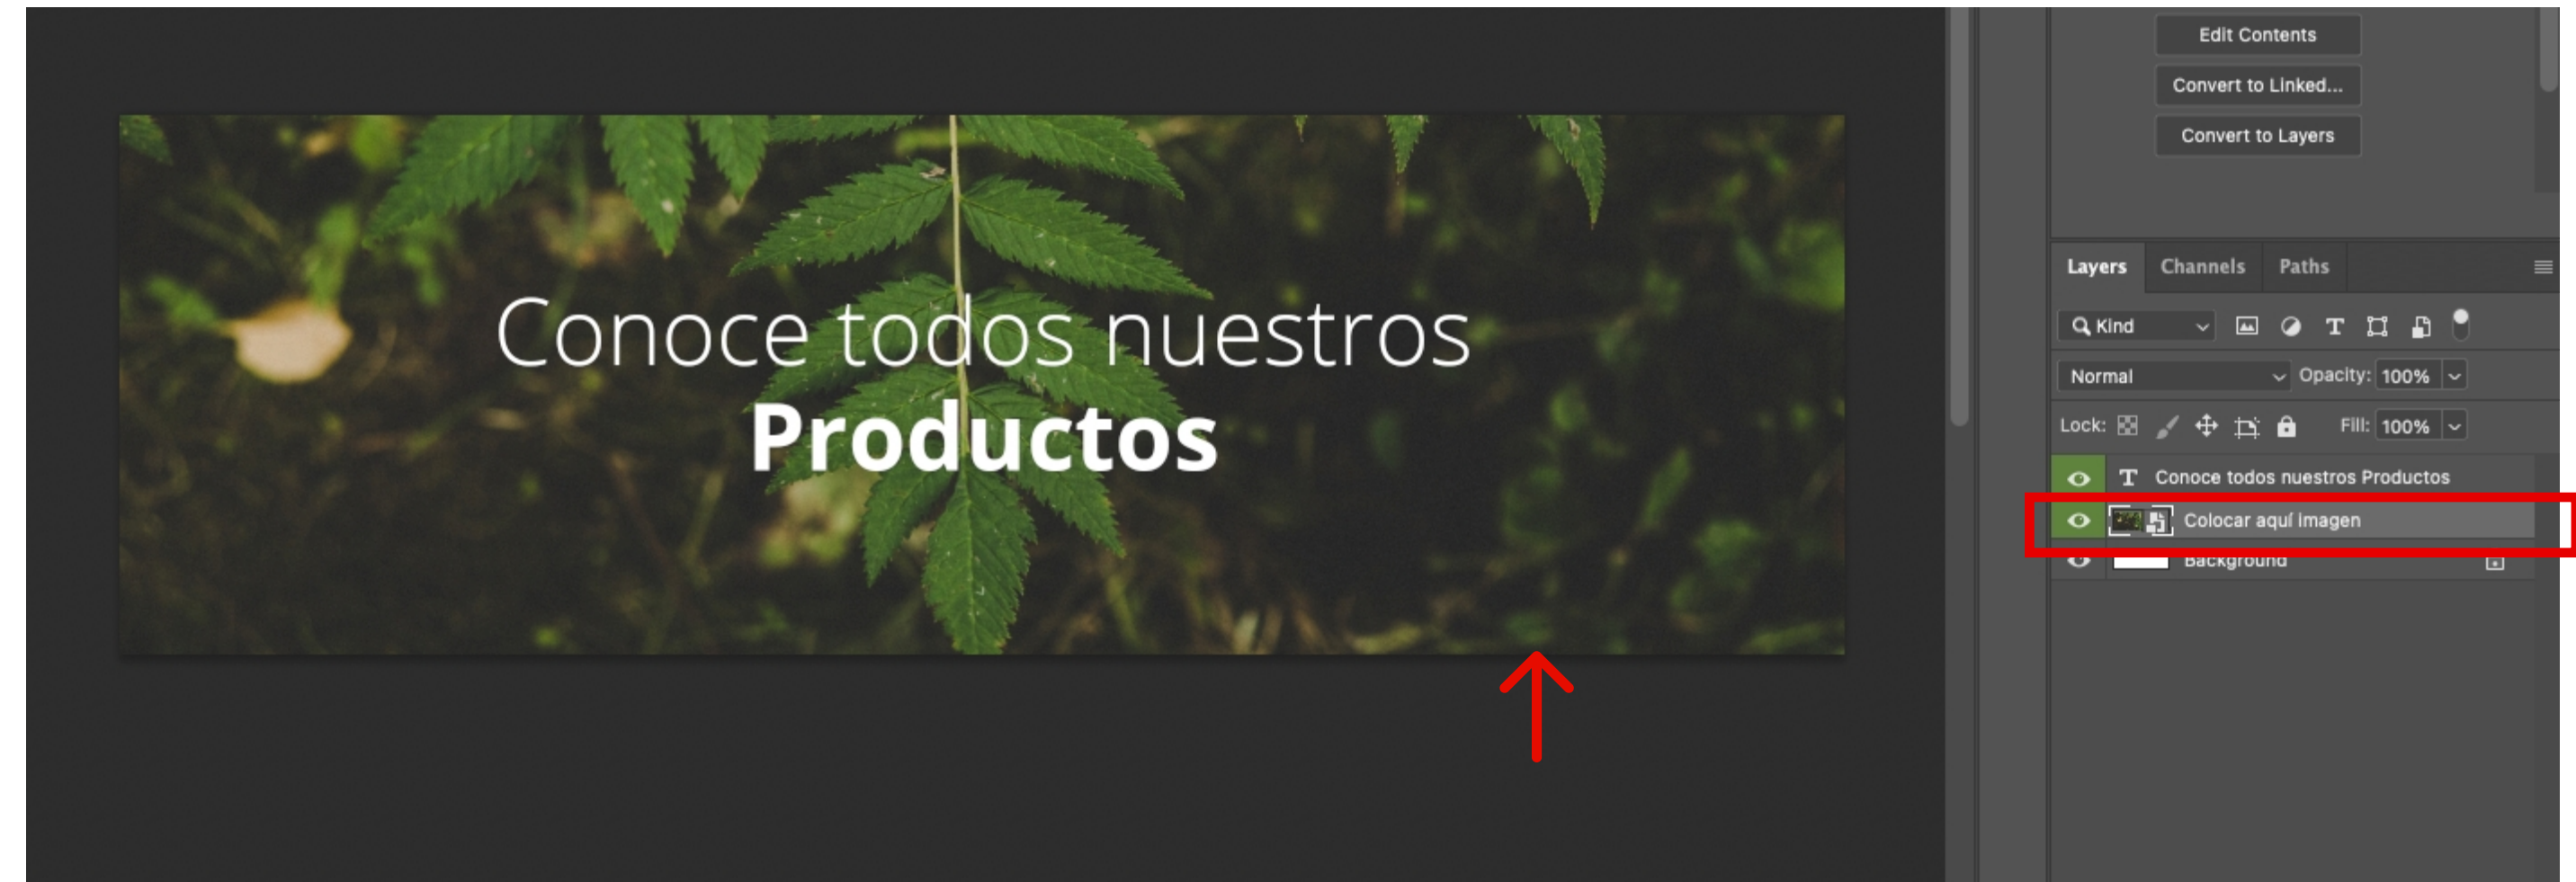 Conoce todos nuestros
Productos
Edit Contents
Convert to Linked...
Convert to Layers
Layers Channels Paths
Kind T
Normal Opacity: 100%
Lock: Fill: 100%
T Conoce todos nuestros Productos
Colocar aquí imagen
Background